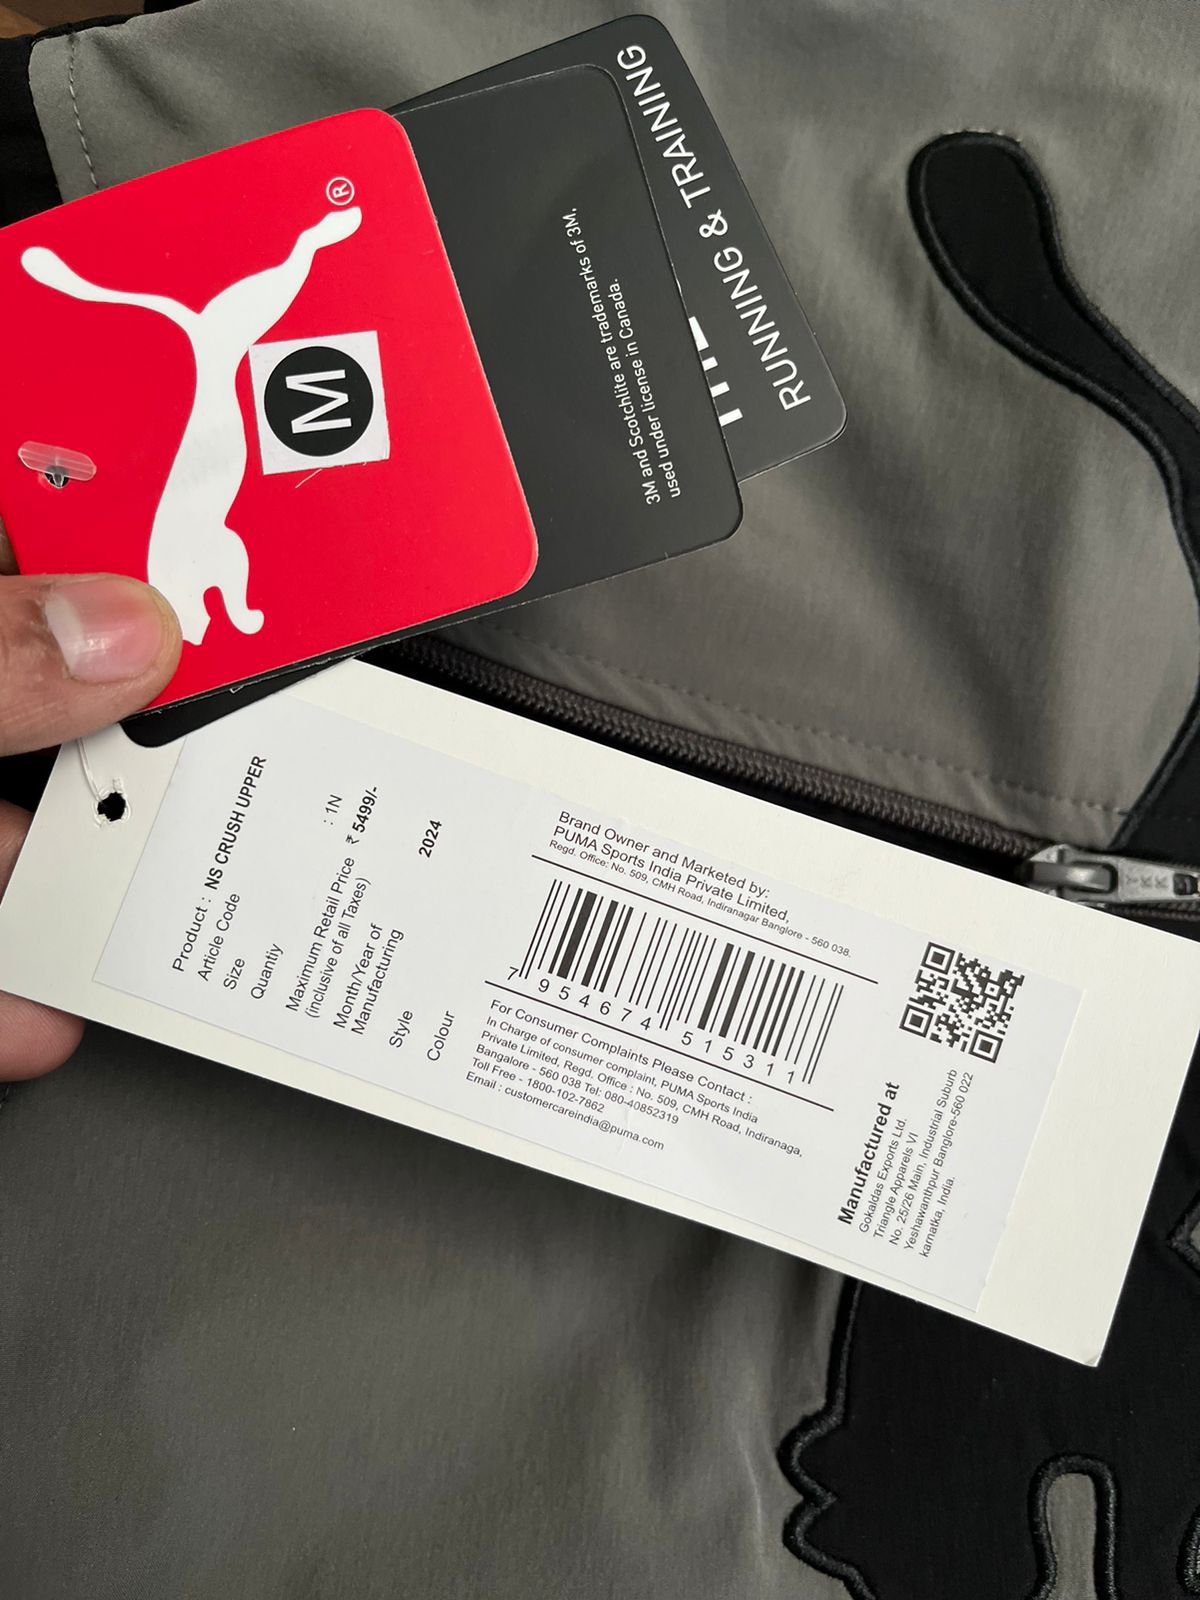 RUNNING & TRAINING
3M and Scotchlite are trademarks of 3M,
used under license in Canada.
®
M
Product : NS CRUSH UPPER
Article Code
Size
Quantiy : 1N
Maximum Retail Price ₹ 5499/-
(inclusive of all Taxes)
Month/Year of
Manufacturing 2024
Style
Colour
Brand Owner and Marketed by:
PUMA Sports India Private Limited,
Regd. Office: No. 509, CMH Road, Indiranagar Banglore - 560 038.
7 954674 515311
For Consumer Complaints Please Contact :
In Charge of consumer complaint, PUMA Sports India
Private Limited, Regd. Office : No. 509, CMH Road, Indiranaga,
Bangalore - 560 038 Tel: 080-40852319
Toll Free - 1800-102-7862
Email : customercareindia@puma.com
Manufactured at
Gokaldas Exports Ltd.
Triangle Apparels VI
No. 25/26 Main, Industrial Suburb
Yeshawanthpur Banglore-560 022
karnatka, India.
YKK